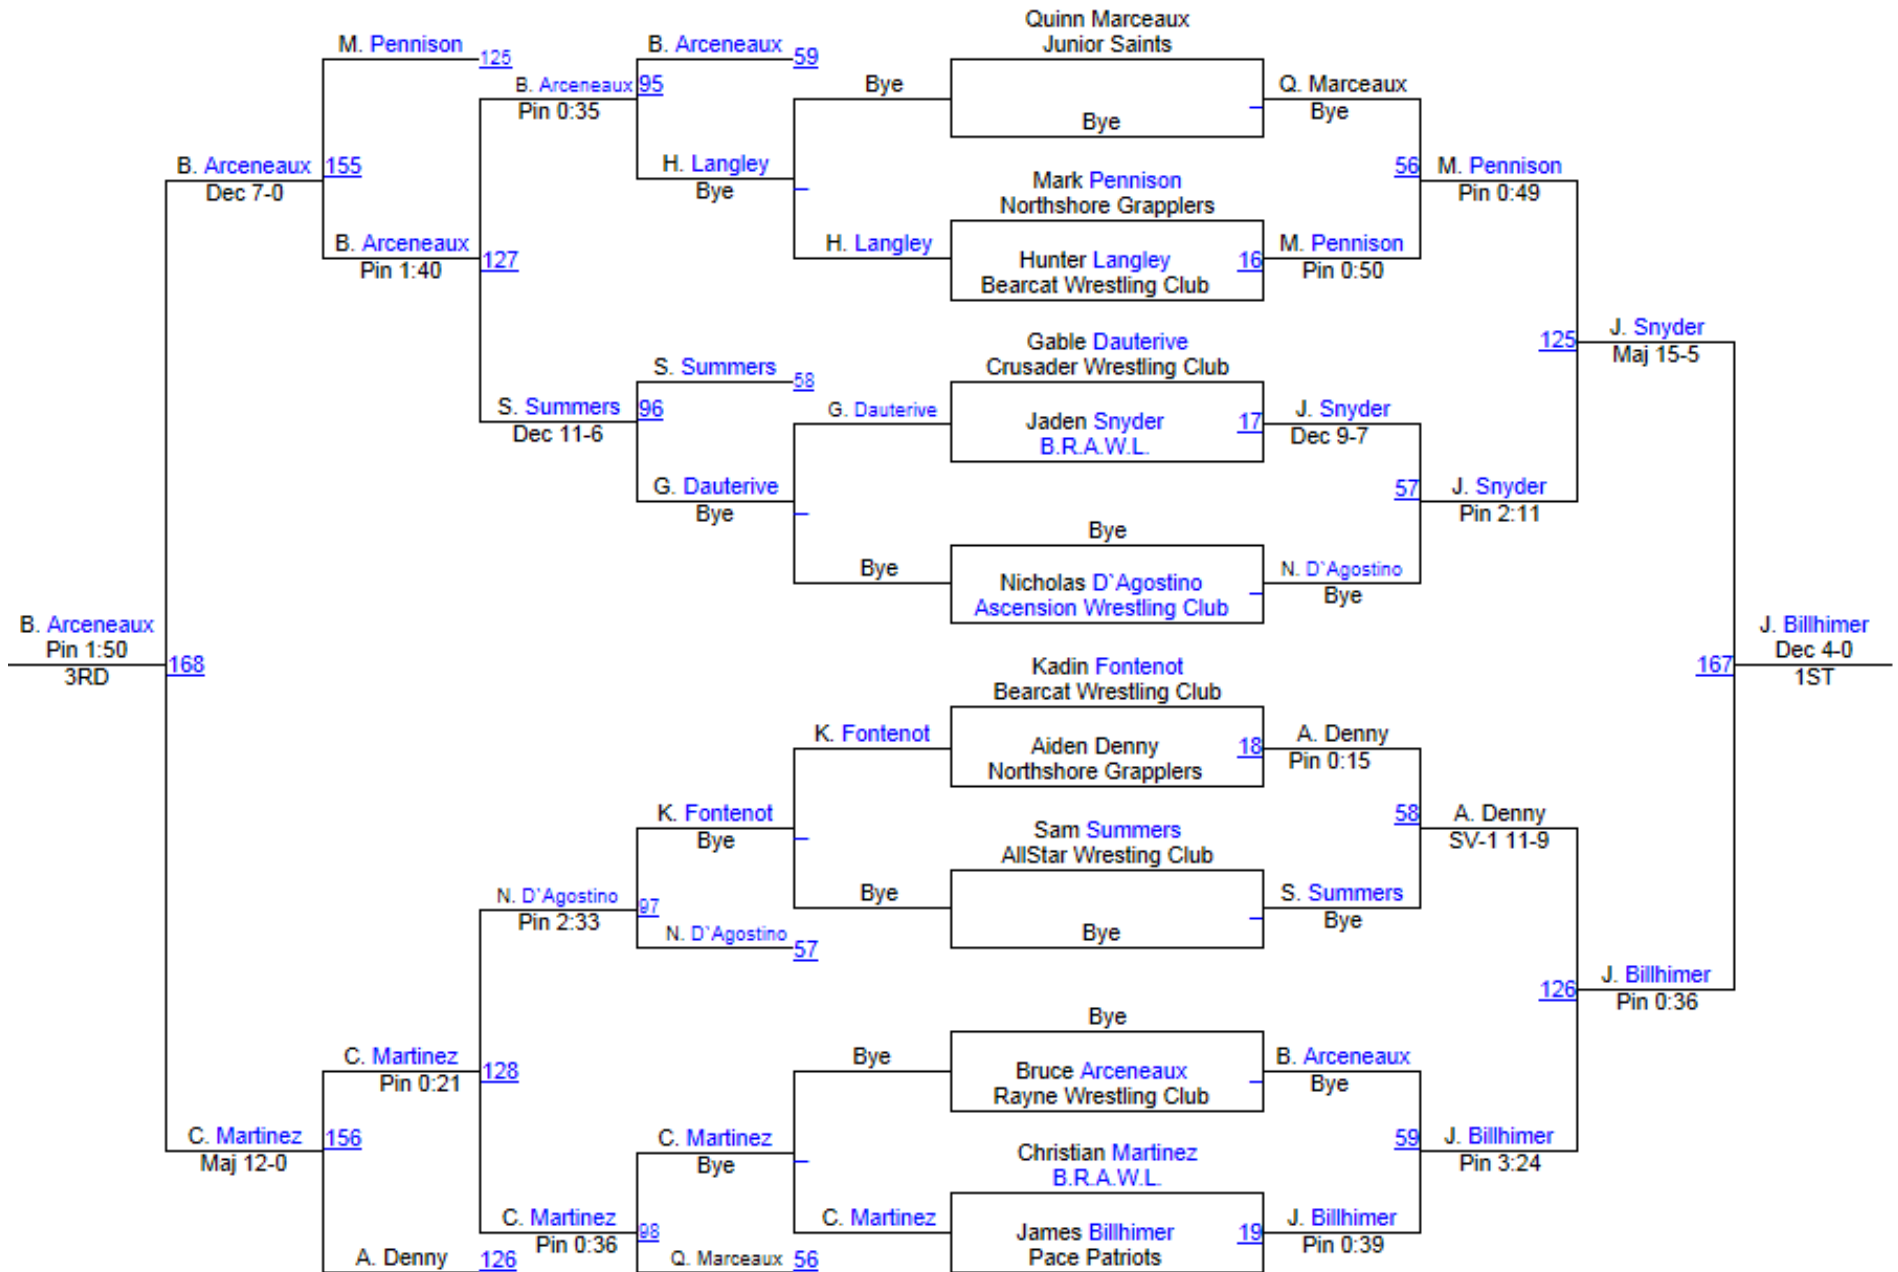 Quinn Marceaux
Junior Saints
M. Pennison
125
B. Arceneaux
59
B. Arceneaux
95
Pin 0:35
Bye
Bye
Q. Marceaux
Bye
B. Arceneaux
155
Dec 7-0
H. Langley
Bye
Mark Pennison
Northshore Grapplers
56
M. Pennison
Pin 0:49
B. Arceneaux
127
Pin 1:40
H. Langley
Hunter Langley
Bearcat Wrestling Club
16
M. Pennison
Pin 0:50
Gable Dauterive
Crusader Wrestling Club
125
J. Snyder
Maj 15-5
S. Summers
58
S. Summers
96
Dec 11-6
G. Dauterive
Jaden Snyder
B.R.A.W.L.
17
J. Snyder
Dec 9-7
G. Dauterive
Bye
57
J. Snyder
Pin 2:11
Bye
Bye
Nicholas D`Agostino
Ascension Wrestling Club
N. D`Agostino
Bye
B. Arceneaux
Pin 1:50
3RD
168
Kadin Fontenot
Bearcat Wrestling Club
167
J. Billhimer
Dec 4-0
1ST
K. Fontenot
Aiden Denny
Northshore Grapplers
18
A. Denny
Pin 0:15
K. Fontenot
Bye
Sam Summers
AllStar Wresting Club
58
A. Denny
SV-1 11-9
N. D`Agostino
97
Pin 2:33
N. D`Agostino
57
Bye
Bye
S. Summers
Bye
126
J. Billhimer
Pin 0:36
Bye
C. Martinez
128
Pin 0:21
Bye
Bruce Arceneaux
Rayne Wrestling Club
B. Arceneaux
Bye
C. Martinez
156
Maj 12-0
C. Martinez
Bye
Christian Martinez
B.R.A.W.L.
59
J. Billhimer
Pin 3:24
C. Martinez
98
Pin 0:36
C. Martinez
James Billhimer
Pace Patriots
19
J. Billhimer
Pin 0:39
A. Denny
126
Q. Marceaux
56